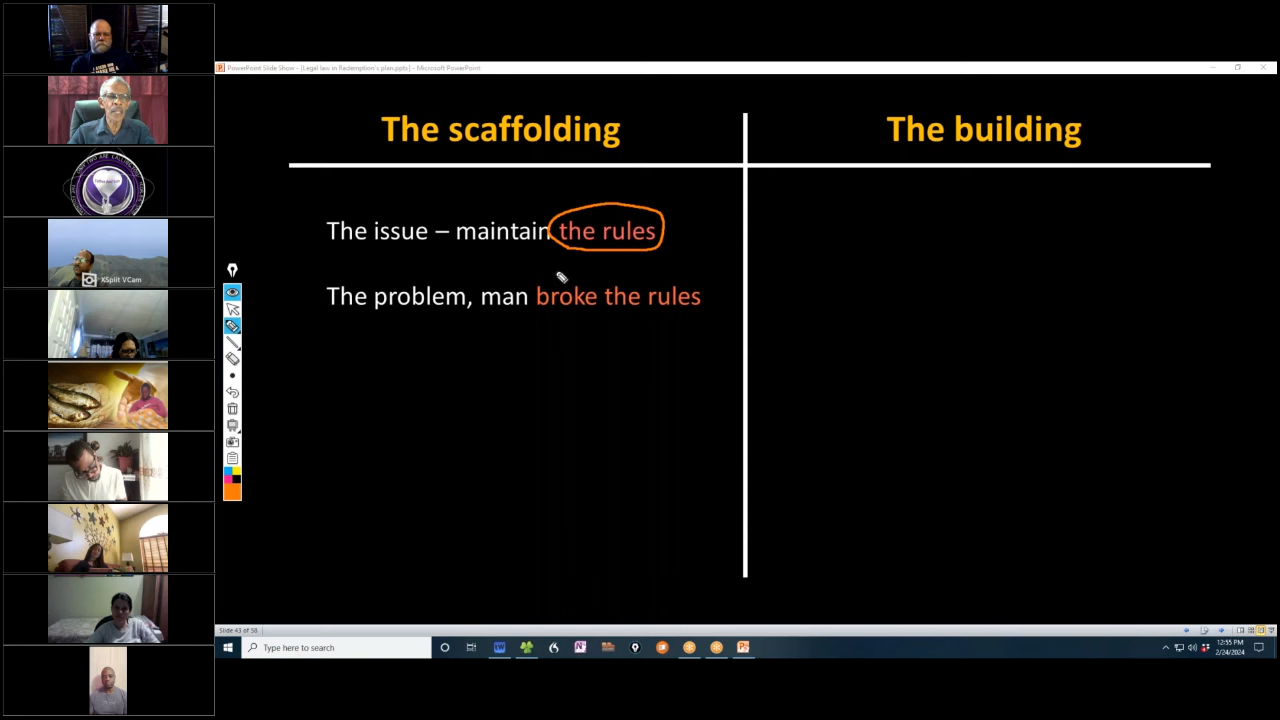 PowerPoint Slide Show - [Legal law in Redemption's plan.pptx] - Microsoft PowerPoint
The scaffolding
The building
The issue – maintain the rules
The problem, man broke the rules
XSplit VCam
Slide 43 of 58
Type here to search
12:55 PM
2/24/2024